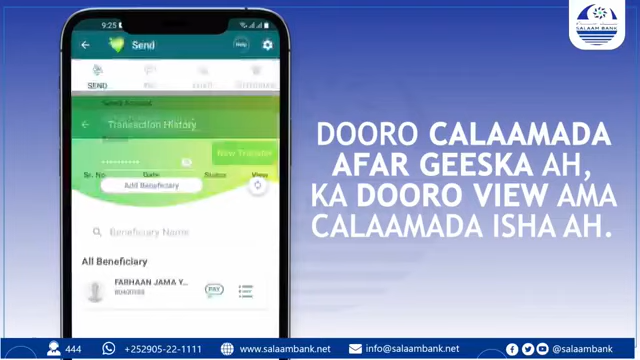 9:25
Send
Help
SALAAM BANK
SEND
DOORO CALAAMADA
AFAR GEESKA AH,
KA DOORO VIEW AMA
CALAAMADA ISHA AH.
Transaction History
New Transfer
Sr. No Date Status View
Add Beneficiary
Beneficiary Name
All Beneficiary
FARHAAN JAMA Y...
PAY
444 +252905-22-1111 www.salaambank.net info@salaambank.net @salaambank